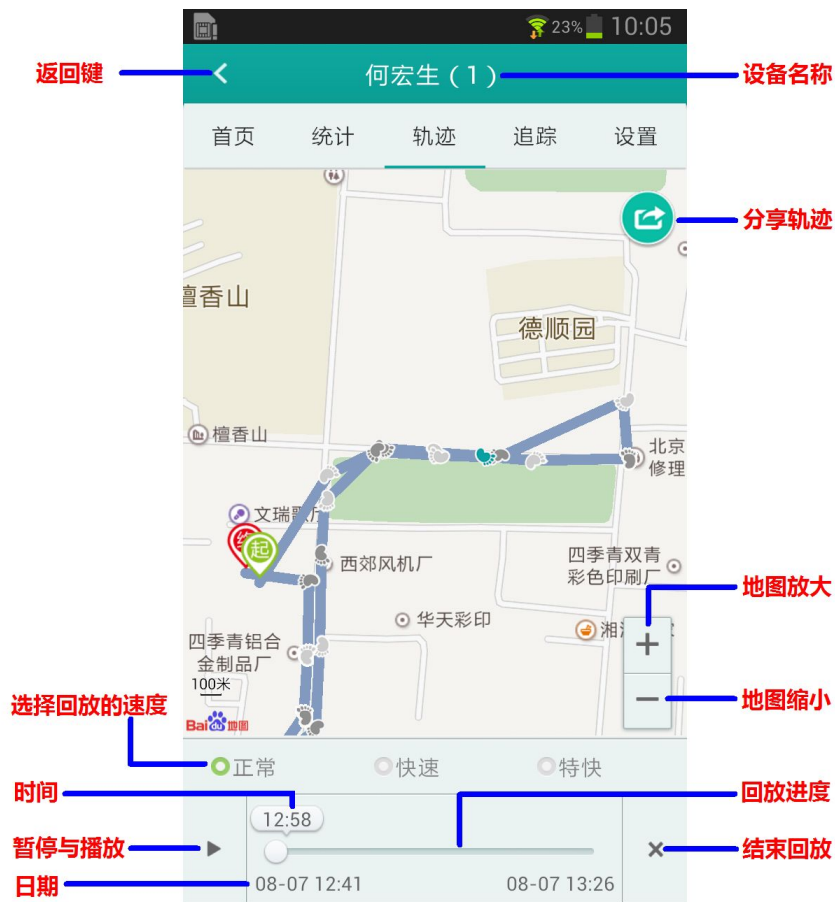 23% 10:05
返回键
何宏生（1）
设备名称
首页 统计 轨迹 追踪 设置
分享轨迹
檀香山
德顺园
檀香山
北京
修理
文瑞歌厅
终
起
西郊风机厂
四季青双青
彩色印刷厂
华天彩印
地图放大
湘
四季青铝合
金制品厂
100米
选择回放的速度
地图缩小
Bai du 地图
正常 快速 特快
时间
回放进度
12:58
暂停与播放
结束回放
日期
08-07 12:41 08-07 13:26